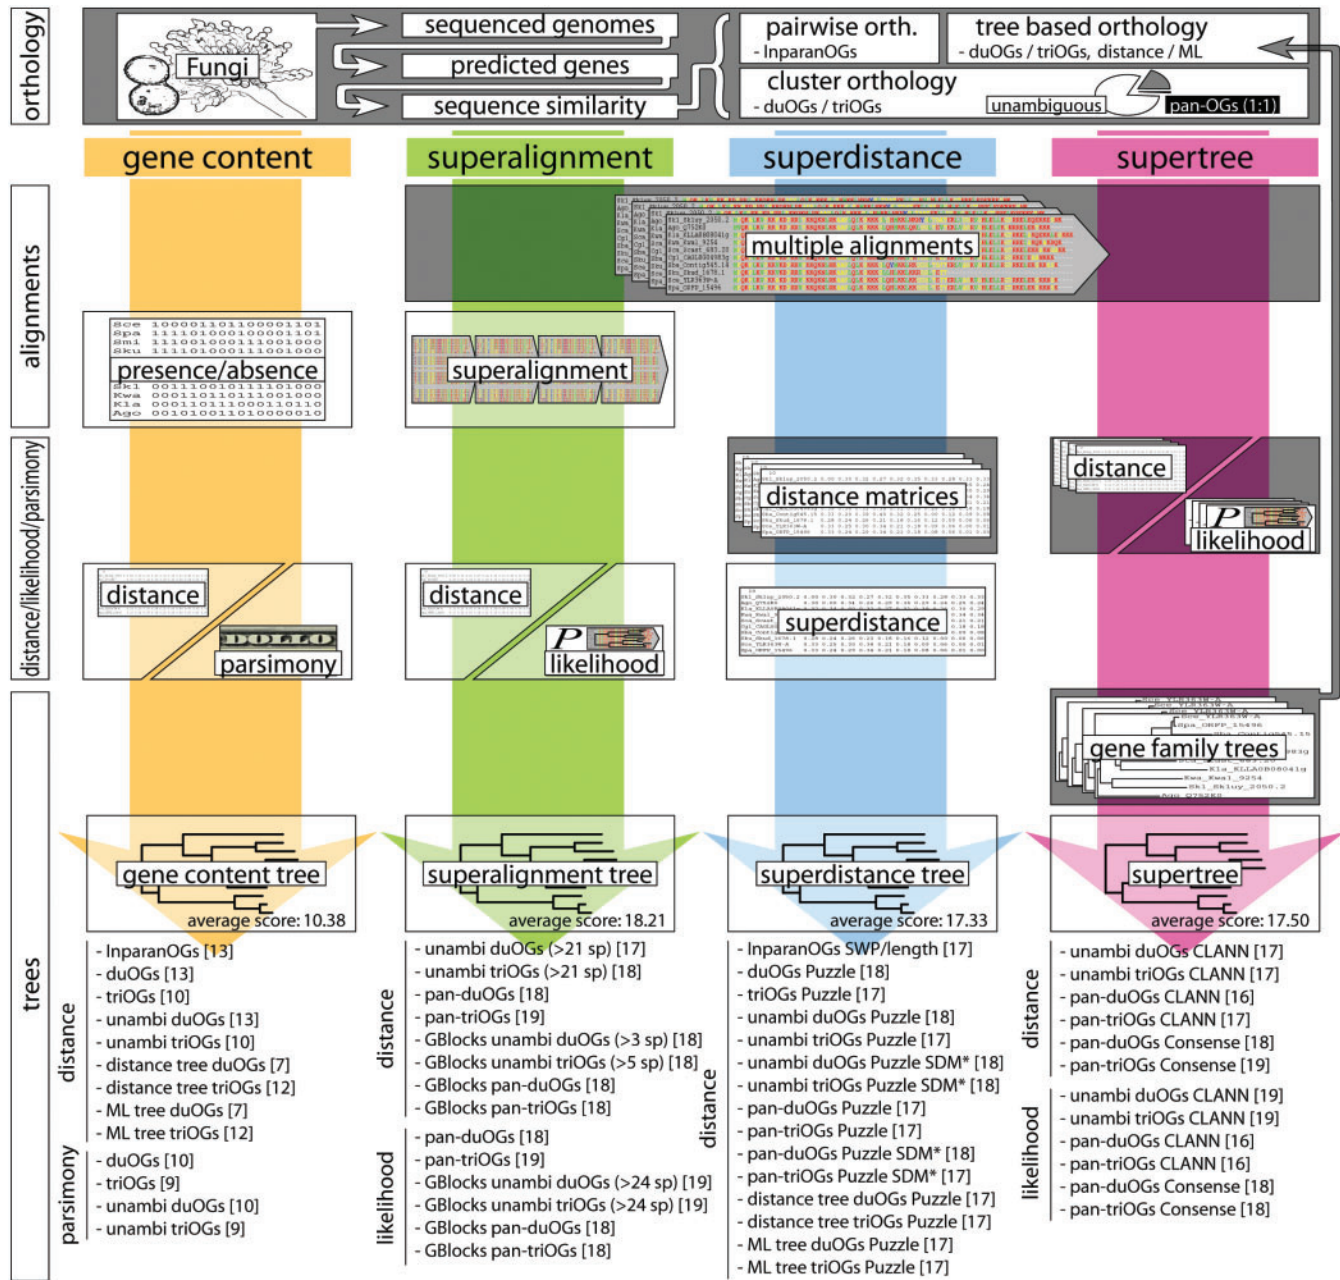 orthology
Fungi
sequenced genomes
predicted genes
sequence similarity
pairwise orth.
- InparanOGs
tree based orthology
- duOGs / triOGs, distance / ML
cluster orthology
- duOGs / triOGs
unambiguous
pan-OGs (1:1)
gene content
superalignment
superdistance
supertree
alignments
multiple alignments
Sce 1000011011000011101
presence/absence
superalignment
distance/likelihood/parsimony
distance matrices
distance
P
likelihood
distance
DOLLO
parsimony
distance
P
likelihood
superdistance
Sce_YLR363W-A
Spa_ORFP_15496
gene family trees
Kla_KLLA0B08041g
Kwa_Kwal_9254
Skl_Skluy_2050.2
Ago_Q752K0
trees
gene content tree
average score: 10.38
superalignment tree
average score: 18.21
superdistance tree
average score: 17.33
supertree
average score: 17.50
distance
- InparanOGs [13]
- duOGs [13]
- triOGs [10]
- unambi duOGs [13]
- unambi triOGs [10]
- distance tree duOGs [7]
- distance tree triOGs [12]
- ML tree duOGs [7]
- ML tree triOGs [12]
parsimony
- duOGs [10]
- triOGs [9]
- unambi duOGs [10]
- unambi triOGs [9]
distance
- unambi duOGs (>21 sp) [17]
- unambi triOGs (>21 sp) [18]
- pan-duOGs [18]
- pan-triOGs [19]
- GBlocks unambi duOGs (>3 sp) [18]
- GBlocks unambi triOGs (>5 sp) [18]
- GBlocks pan-duOGs [18]
- GBlocks pan-triOGs [18]
likelihood
- pan-duOGs [18]
- pan-triOGs [19]
- GBlocks unambi duOGs (>24 sp) [19]
- GBlocks unambi triOGs (>24 sp) [19]
- GBlocks pan-duOGs [18]
- GBlocks pan-triOGs [18]
distance
- InparanOGs SWP/length [17]
- duOGs Puzzle [18]
- triOGs Puzzle [17]
- unambi duOGs Puzzle [18]
- unambi triOGs Puzzle [17]
- unambi duOGs Puzzle SDM* [18]
- unambi triOGs Puzzle SDM* [18]
- pan-duOGs Puzzle [17]
- pan-triOGs Puzzle [17]
- pan-duOGs Puzzle SDM* [18]
- pan-triOGs Puzzle SDM* [17]
- distance tree duOGs Puzzle [17]
- distance tree triOGs Puzzle [17]
- ML tree duOGs Puzzle [17]
- ML tree triOGs Puzzle [17]
distance
- unambi duOGs CLANN [17]
- unambi triOGs CLANN [17]
- pan-duOGs CLANN [16]
- pan-triOGs CLANN [17]
- pan-duOGs Consense [18]
- pan-triOGs Consense [19]
likelihood
- unambi duOGs CLANN [19]
- unambi triOGs CLANN [19]
- pan-duOGs CLANN [16]
- pan-triOGs CLANN [16]
- pan-duOGs Consense [18]
- pan-triOGs Consense [18]